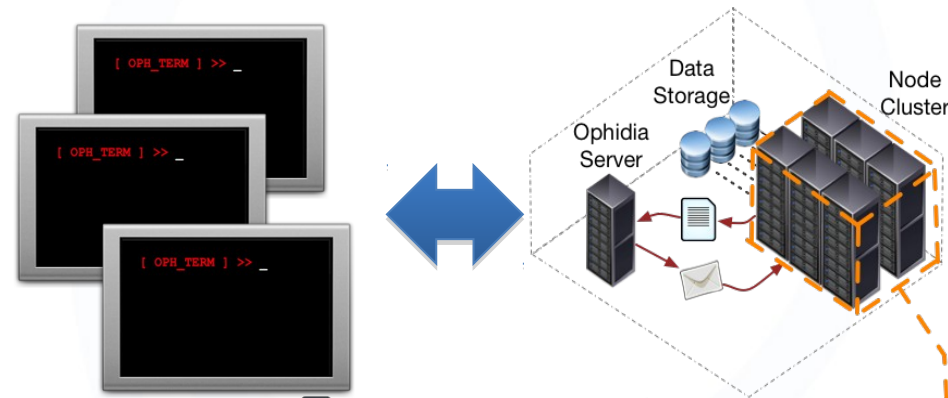 [ OPH_TERM ] >> _
[ OPH_TERM ] >> _
[ OPH_TERM ] >> _
Data
Storage
Node
Cluster
Ophidia
Server